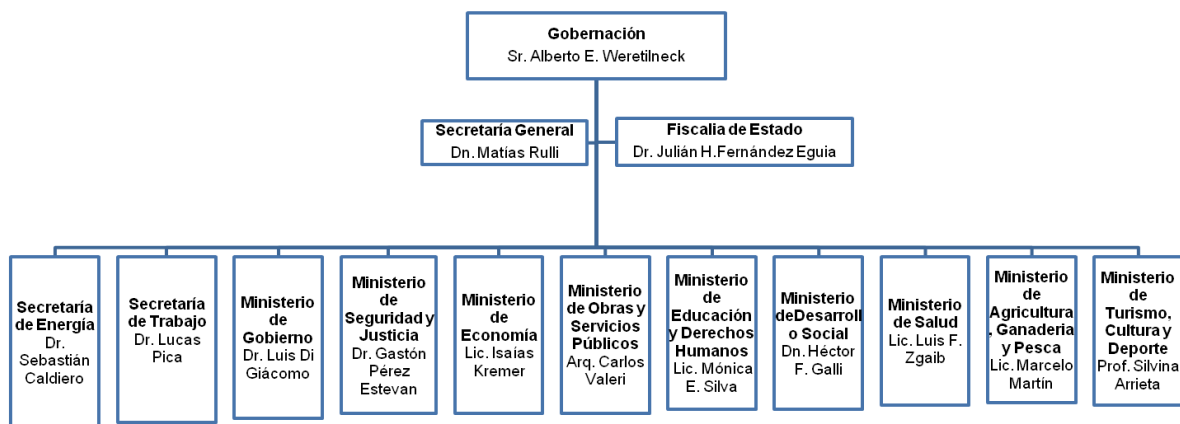 Gobernación
Sr. Alberto E. Weretilneck
Secretaría General
Dn. Matías Rulli
Fiscalia de Estado
Dr. Julián H.Fernández Eguia
Secretaría
de Energía
Dr.
Sebastián
Caldiero
Secretaría
de Trabajo
Dr. Lucas
Pica
Ministerio
de
Gobierno
Dr. Luis Di
Giácomo
Ministerio
de
Seguridad y
Justicia
Dr. Gastón
Pérez
Estevan
Ministerio
de
Economía
Lic. Isaías
Kremer
Ministerio
de Obras y
Servicios
Públicos
Arq. Carlos
Valeri
Ministerio
de
Educación
y Derechos
Humanos
Lic. Mónica
E. Silva
Ministerio
deDesarroll
o Social
Dn. Héctor
F. Galli
Ministerio
de Salud
Lic. Luis F.
Zgaib
Ministerio
de
Agricultura
, Ganaderia
y Pesca
Lic. Marcelo
Martín
Ministerio
de
Turismo,
Cultura y
Deporte
Prof. Silvina
Arrieta